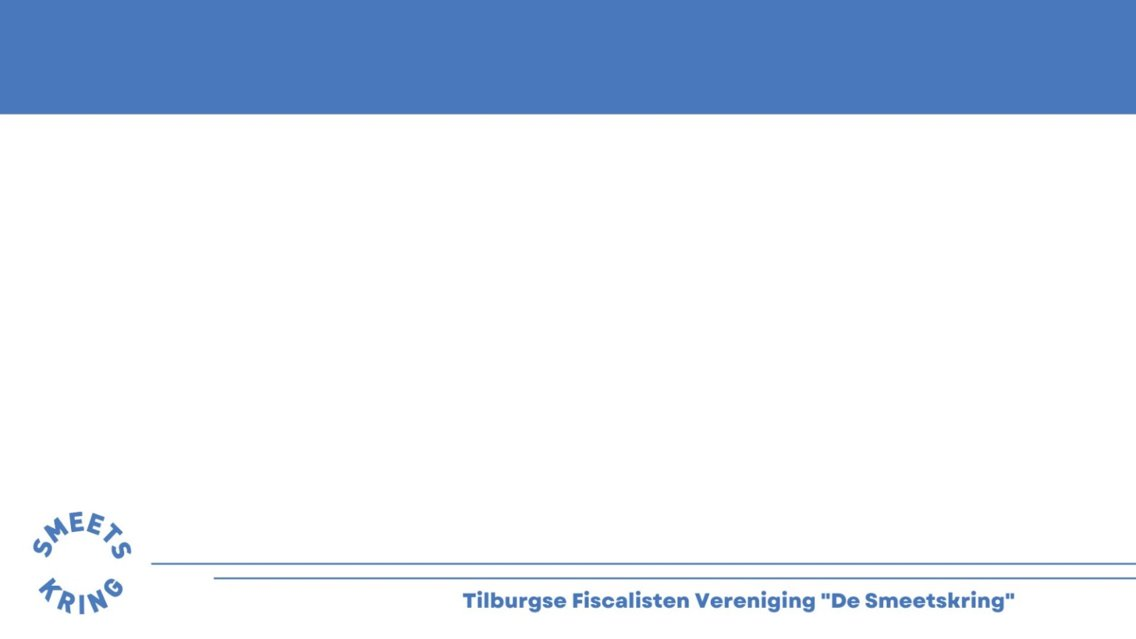 SMEETS
KRING
Tilburgse Fiscalisten Vereniging "De Smeetskring"